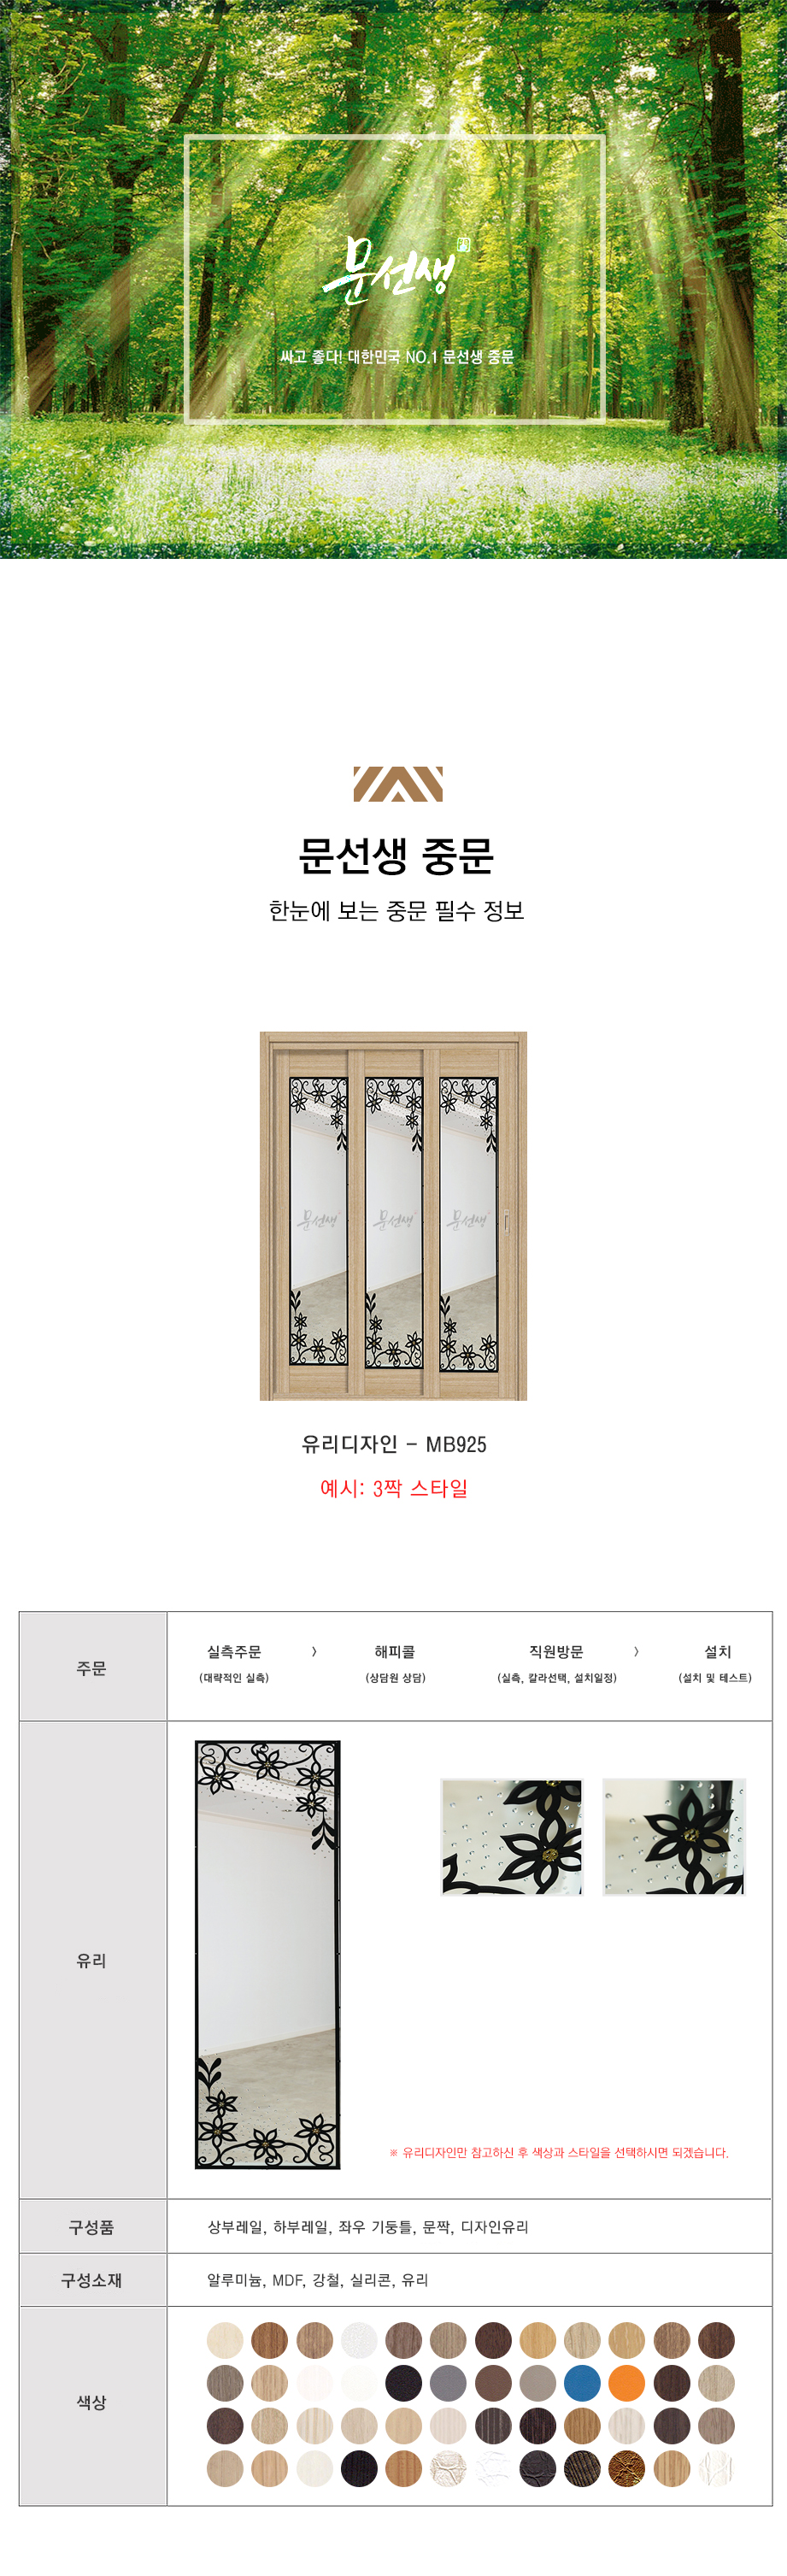 문선생
싸고 좋다! 대한민국 NO.1 문선생 중문
문선생 중문
한눈에 보는 중문 필수 정보
문선생 문선생 문선생
유리디자인 - MB925
예시: 3짝 스타일
주문
실측주문 > 해피콜 직원방문 > 설치
(대략적인 실측) (상담원 상담) (실측, 칼라선택, 설치일정) (설치 및 테스트)
유리
※ 유리디자인만 참고하신 후 색상과 스타일을 선택하시면 되겠습니다.
구성품 상부레일, 하부레일, 좌우 기둥틀, 문짝, 디자인유리
구성소재 알루미늄, MDF, 강철, 실리콘, 유리
색상